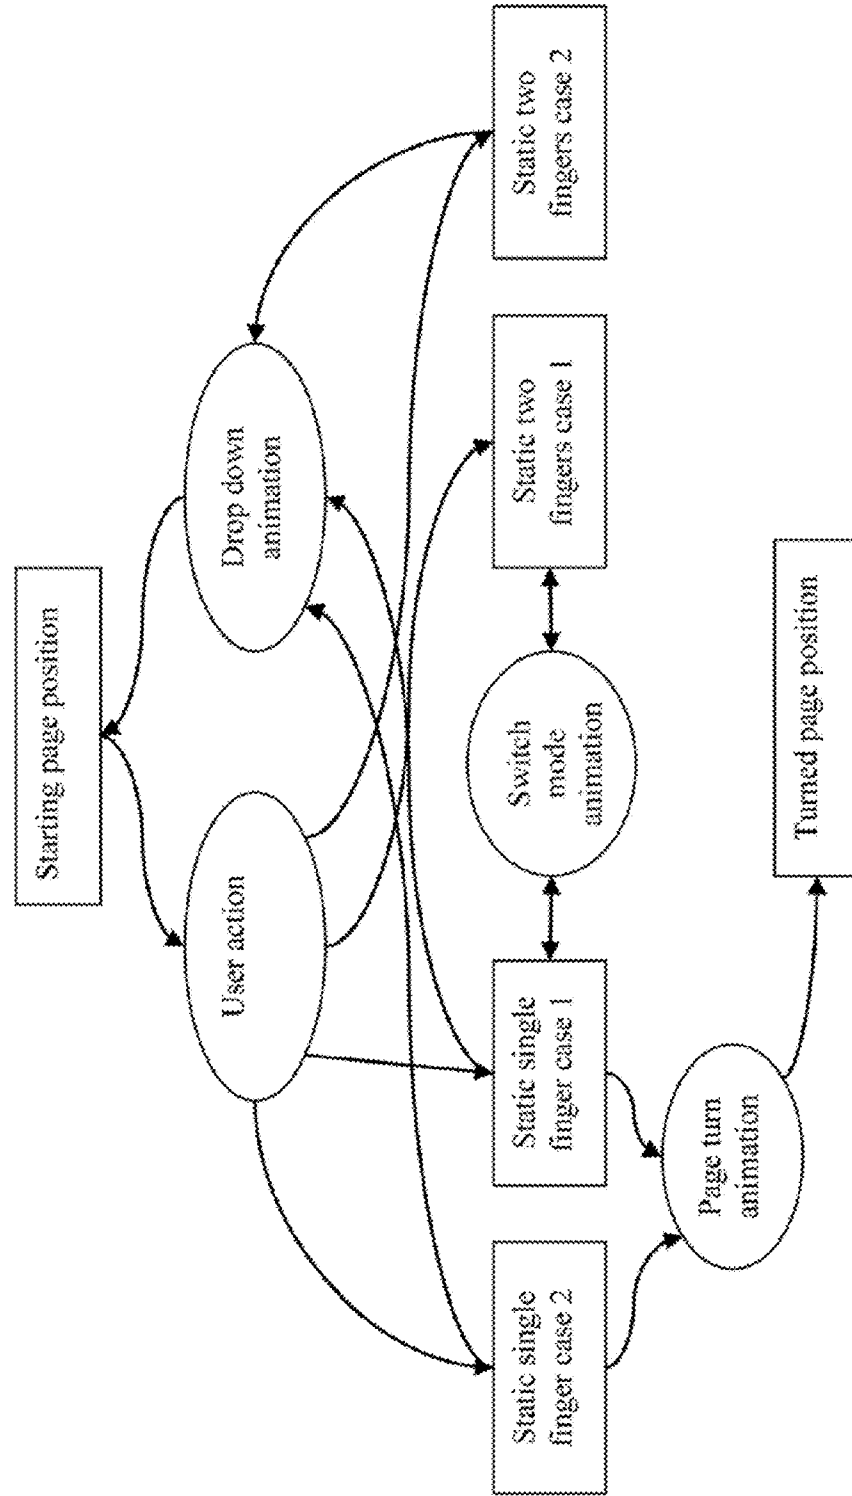 Starting page position
User action
Drop down
animation
Static single
finger case 2
Static single
finger case 1
Switch
mode
animation
Static two
fingers case 1
Static two
fingers case 2
Page turn
animation
Turned page position